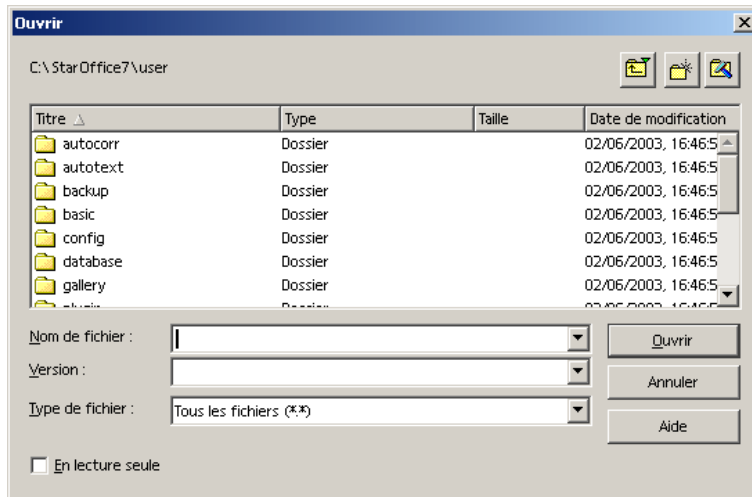 Ouvrir
C:\StarOffice7\user
Titre Type Taille Date de modification
autocorr Dossier 02/06/2003, 16:46:5
autotext Dossier 02/06/2003, 16:46:5
backup Dossier 02/06/2003, 16:46:5
basic Dossier 02/06/2003, 16:46:5
config Dossier 02/06/2003, 16:46:5
database Dossier 02/06/2003, 16:46:5
gallery Dossier 02/06/2003, 16:46:5
Nom de fichier :
Ouvrir
Version :
Annuler
Type de fichier : Tous les fichiers (*.*)
Aide
En lecture seule